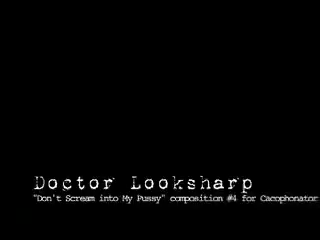 Doctor Looksharp
"Don't Scream into My Pussy" composition #4 for Cacophonator